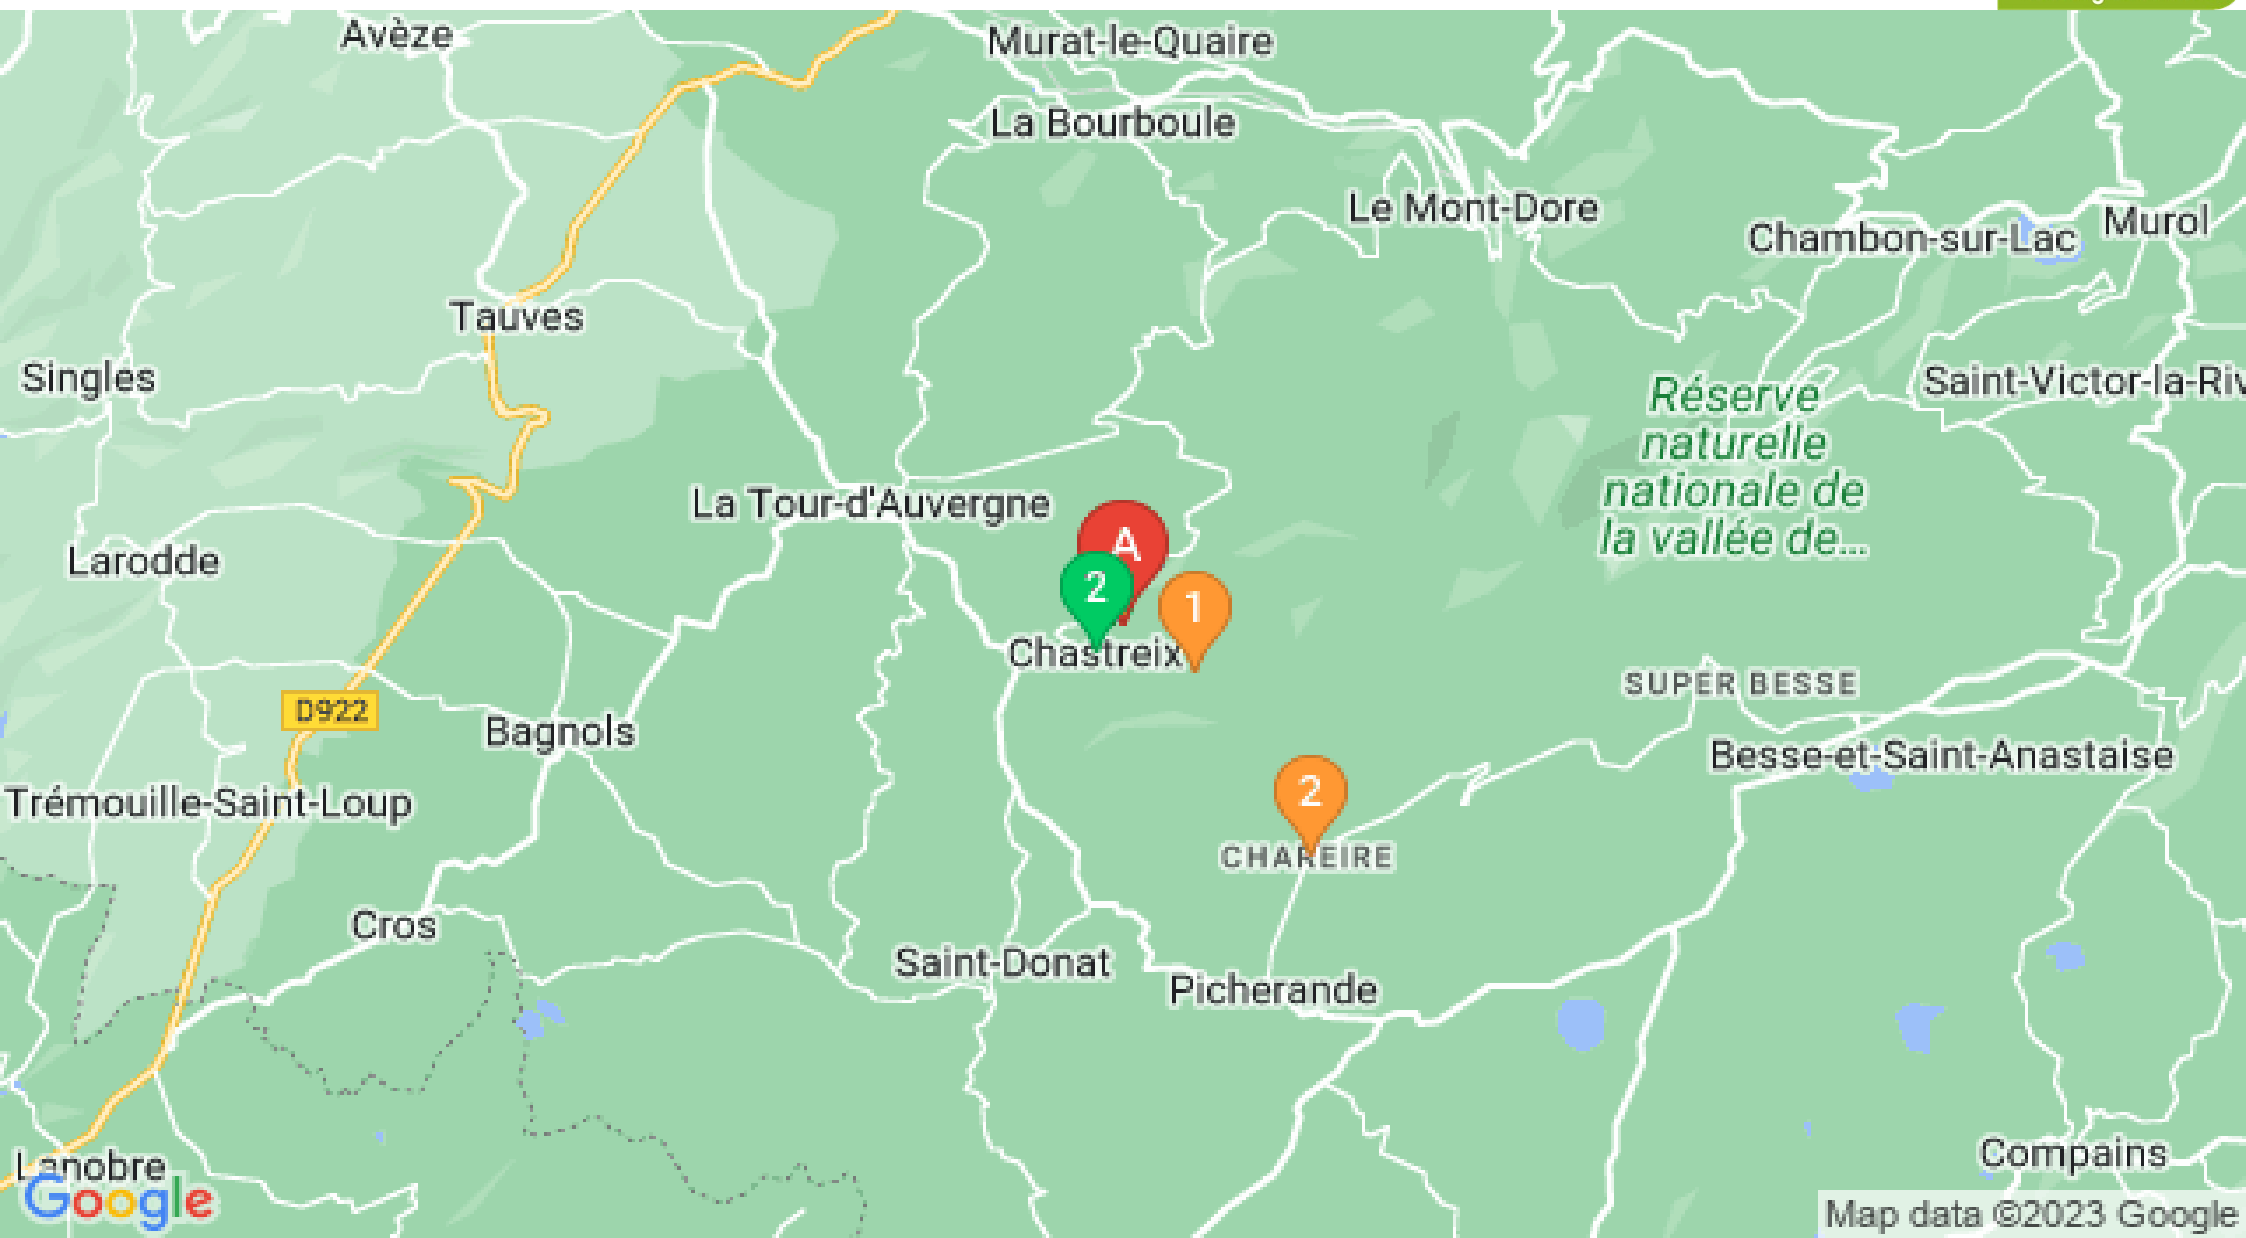 Avèze
Murat-le-Quaire
La Bourboule
Le Mont-Dore
Chambon-sur-Lac
Murol
Tauves
Singles
Réserve
naturelle
nationale de
la vallée de...
Saint-Victor-la-Riv
La Tour-d'Auvergne
Larodde
A
2
1
Chastreix
SUPER BESSE
D922
Bagnols
Besse-et-Saint-Anastaise
Trémouille-Saint-Loup
2
CHAREIRE
Cros
Saint-Donat
Picherande
Compains
Lanobre
Google
Map data ©2023 Google